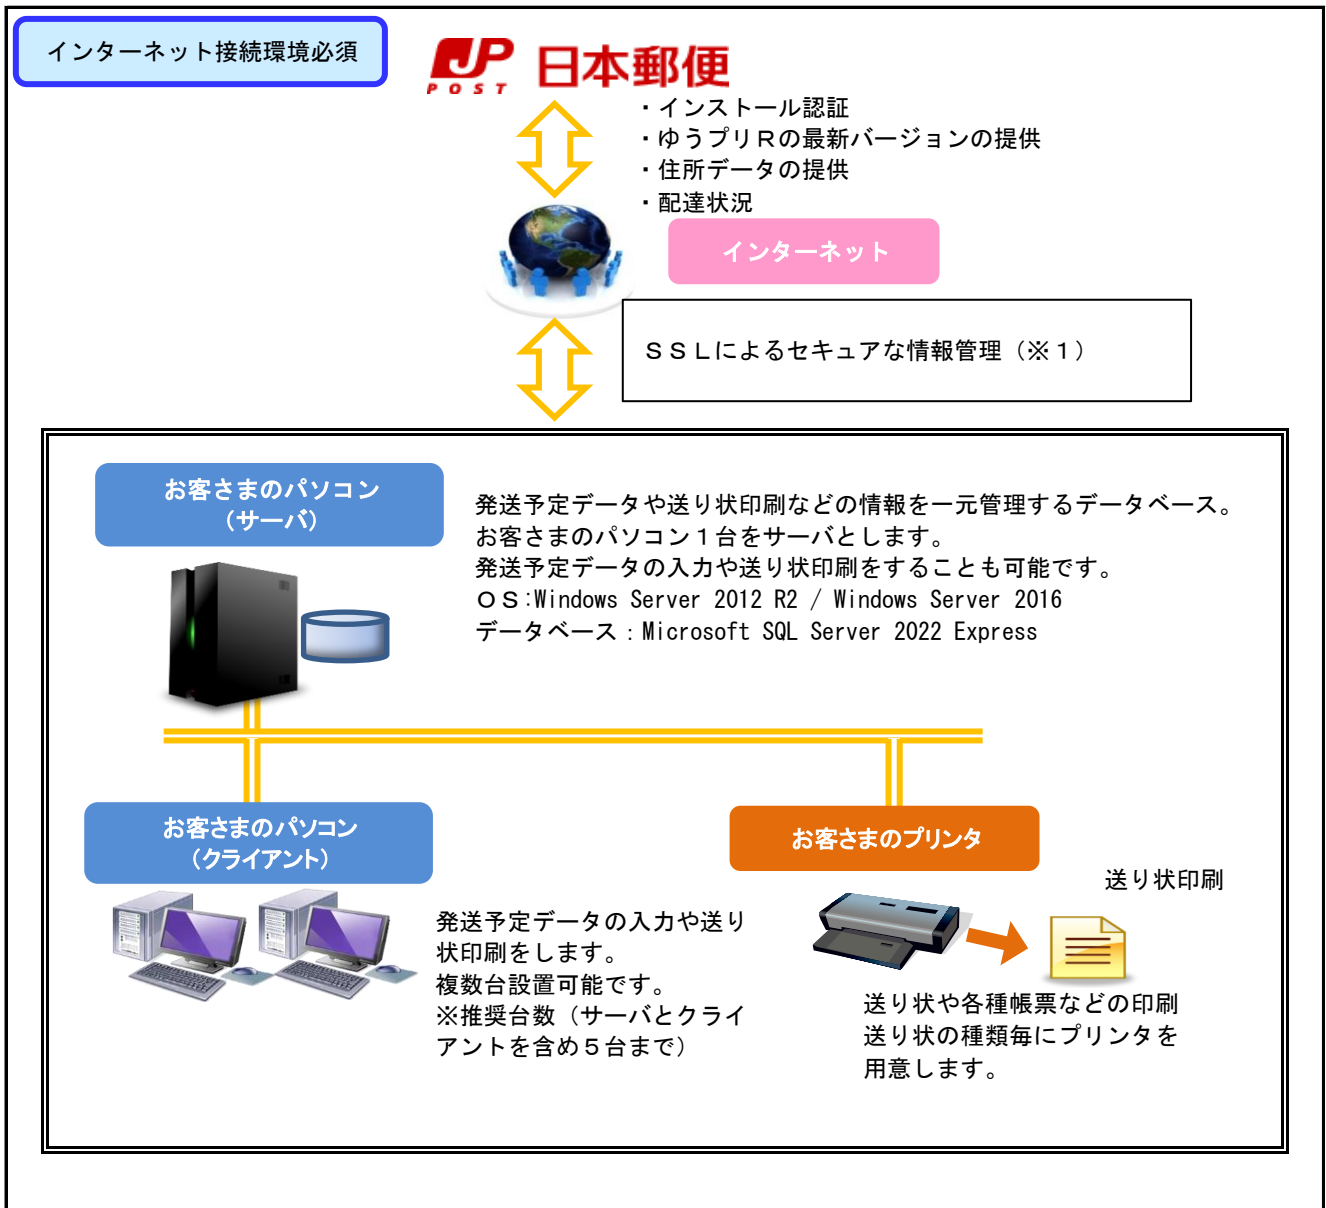 インターネット接続環境必須
JP
POST
日本郵便
・インストール認証
・ゆうプリRの最新バージョンの提供
・住所データの提供
・配達状況
インターネット
SSLによるセキュアな情報管理（※1）
お客さまのパソコン
（サーバ）
発送予定データや送り状印刷などの情報を一元管理するデータベース。
お客さまのパソコン1台をサーバとします。
発送予定データの入力や送り状印刷をすることも可能です。
OS:Windows Server 2012 R2 / Windows Server 2016
データベース：Microsoft SQL Server 2022 Express
お客さまのパソコン
（クライアント）
発送予定データの入力や送り
状印刷をします。
複数台設置可能です。
※推奨台数（サーバとクライ
アントを含め5台まで）
お客さまのプリンタ
送り状印刷
送り状や各種帳票などの印刷
送り状の種類毎にプリンタを
用意します。